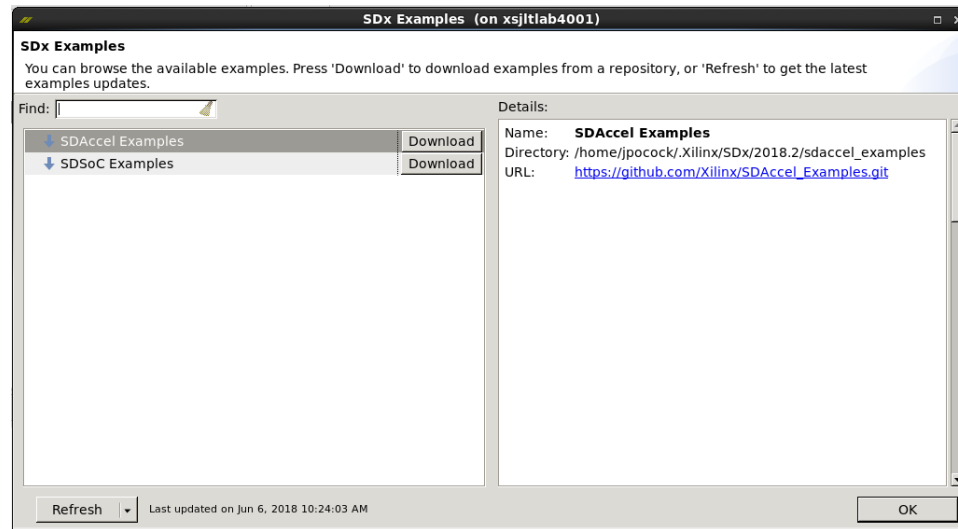 SDx Examples (on xsjltlab4001)
SDx Examples
You can browse the available examples. Press 'Download' to download examples from a repository, or 'Refresh' to get the latest
examples updates.
Find:
SDAccel Examples Download
SDSoC Examples Download
Details:
Name: SDAccel Examples
Directory: /home/jpocock/.Xilinx/SDx/2018.2/sdaccel_examples
URL: https://github.com/Xilinx/SDAccel_Examples.git
Refresh Last updated on Jun 6, 2018 10:24:03 AM
OK